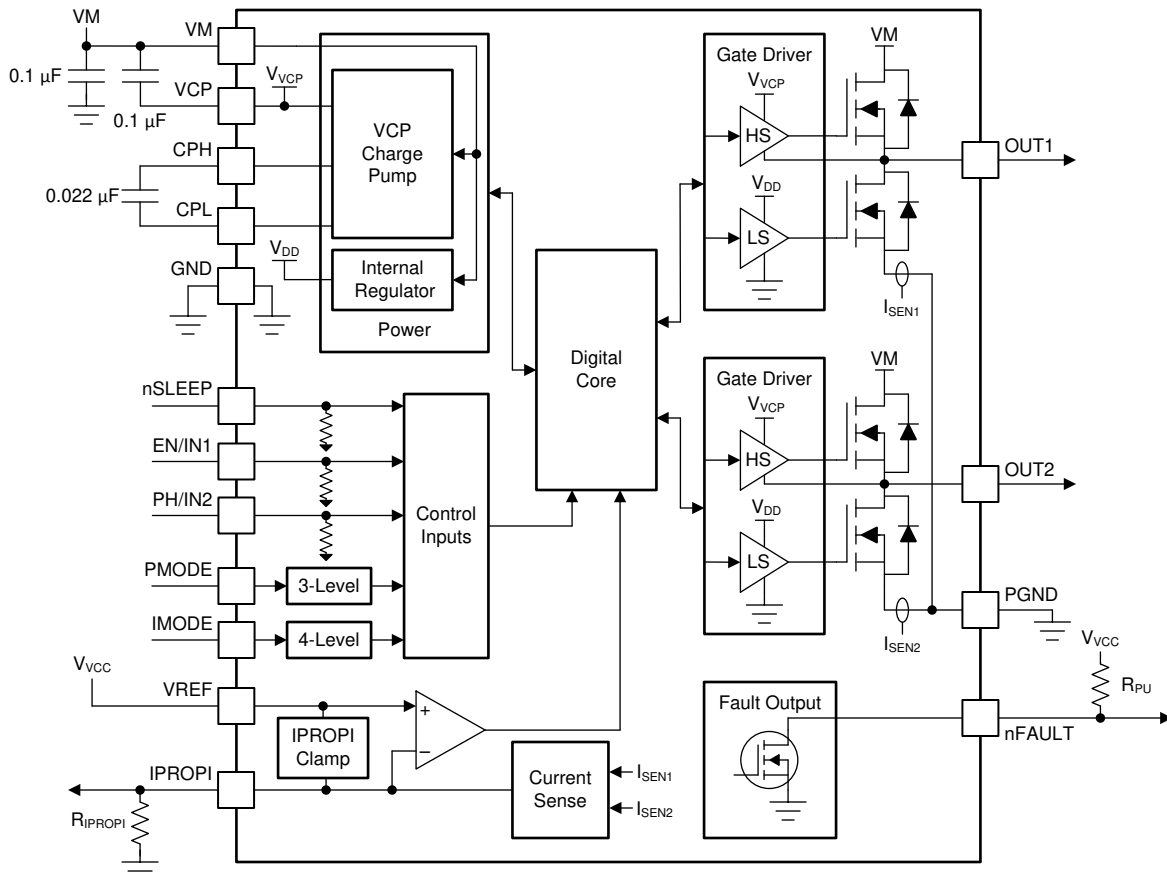 VM
VM
0.1 µF
VCP
0.1 µF
CPH
0.022 µF
CPL
GND
V_VCP
VCP
Charge
Pump
V_DD
Internal
Regulator
Power
nSLEEP
EN/IN1
PH/IN2
PMODE
3-Level
IMODE
4-Level
Control
Inputs
Digital
Core
V_VCC
VREF
IPROPI
Clamp
+
−
IPROPI
R_IPROPI
Current
Sense
I_SEN1
I_SEN2
Gate Driver
V_VCP
HS
V_DD
LS
VM
OUT1
I_SEN1
Gate Driver
V_VCP
HS
V_DD
LS
VM
OUT2
I_SEN2
PGND
V_VCC
R_PU
Fault Output
nFAULT